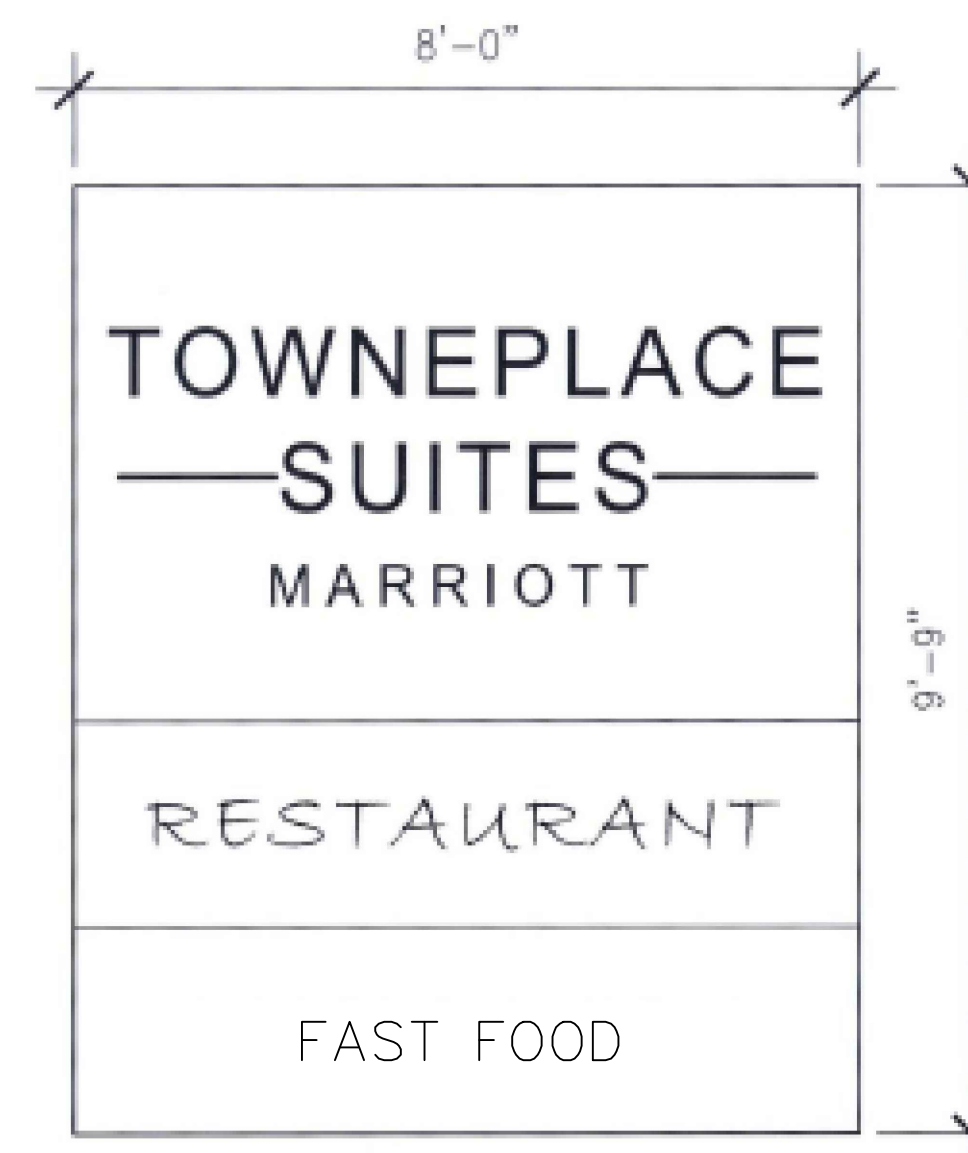 8'-0"
TOWNEPLACE
SUITES
MARRIOTT
9'-9"
RESTAURANT
FAST FOOD